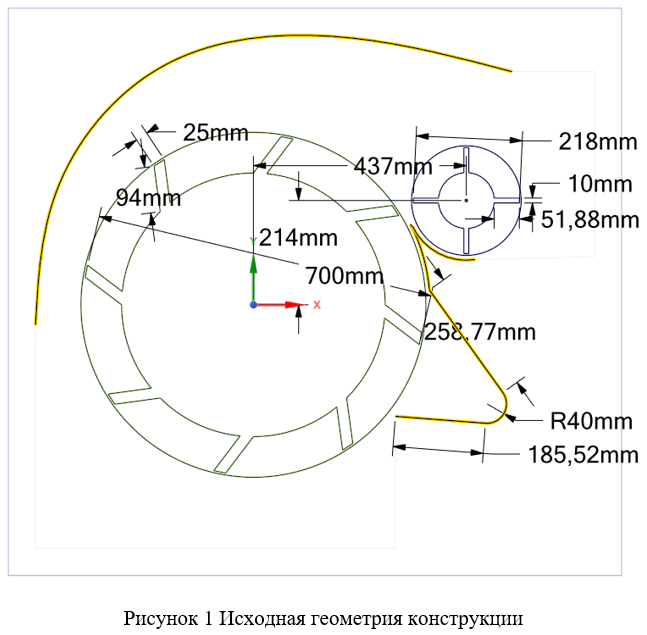 25mm
218mm
437mm
10mm
94mm
51,88mm
214mm
Y
700mm
X
258,77mm
R40mm
185,52mm
Рисунок 1 Исходная геометрия конструкции